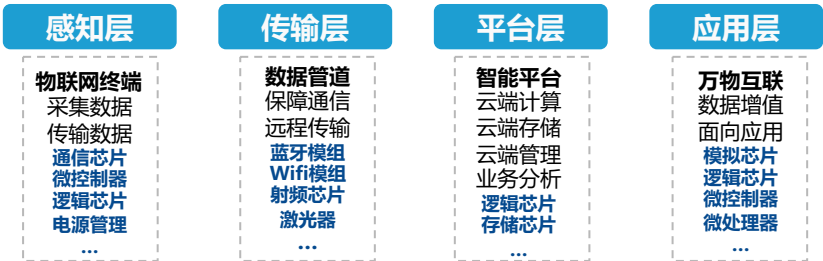 感知层
物联网终端
采集数据
传输数据
通信芯片
微控制器
逻辑芯片
电源管理
...
传输层
数据管道
保障通信
远程传输
蓝牙模组
Wifi模组
射频芯片
激光器
...
平台层
智能平台
云端计算
云端存储
云端管理
业务分析
逻辑芯片
存储芯片
...
应用层
万物互联
数据增值
面向应用
模拟芯片
逻辑芯片
微控制器
微处理器
...